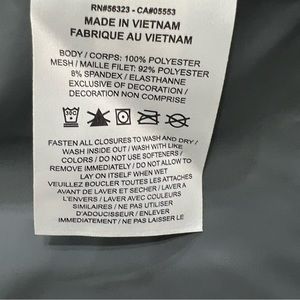 RN#56323 - CA#05553
MADE IN VIETNAM
FABRIQUE AU VIETNAM
BODY / CORPS: 100% POLYESTER
MESH / MAILLE FILET: 92% POLYESTER
8% SPANDEX / ELASTHANNE
EXCLUSIVE OF DECORATION /
DECORATION NON COMPRISE
FASTEN ALL CLOSURES TO WASH AND DRY /
WASH INSIDE OUT / WASH WITH LIKE
COLORS / DO NOT USE SOFTENERS /
REMOVE IMMEDIATELY / DO NOT ALLOW TO
LAY ON ITSELF WHEN WET
VEUILLEZ BOUCLER TOUTES LES ATTACHES
AVANT LAVER ET SECHER / LAVER A
L'ENVERS / LAVER A COULEURS
SIMILAIRES / NE PAS UTILISER
D'ADOUCISSEUR / ENLEVER
IMMEDIATEMENT / NE PAS LAISSER LE